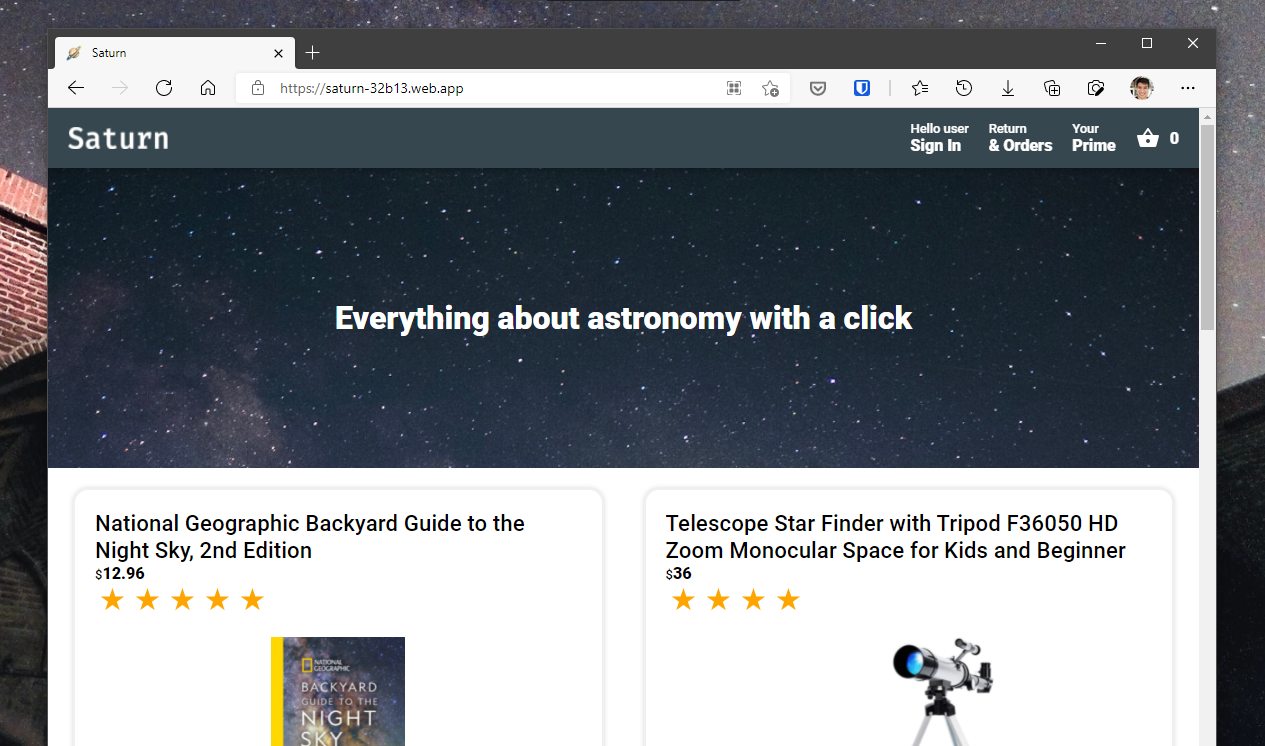 Saturn
https://saturn-32b13.web.app
Saturn
Hello user
Sign In
Return
& Orders
Your
Prime
0
Everything about astronomy with a click
National Geographic Backyard Guide to the
Night Sky, 2nd Edition
$12.96
Telescope Star Finder with Tripod F36050 HD
Zoom Monocular Space for Kids and Beginner
$36
NATIONAL
GEOGRAPHIC
BACKYARD
GUIDE TO THE
NIGHT
SKY